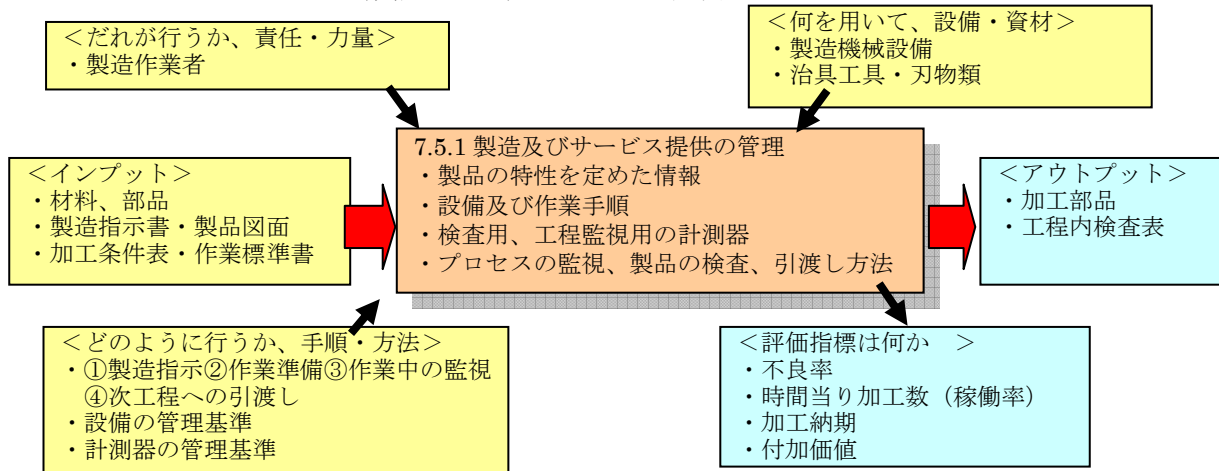 ＜だれが行うか、責任・力量＞
・製造作業者
＜何を用いて、設備・資材＞
・製造機械設備
・治具工具・刃物類
＜インプット＞
・材料、部品
・製造指示書・製品図面
・加工条件表・作業標準書
7.5.1 製造及びサービス提供の管理
・製品の特性を定めた情報
・設備及び作業手順
・検査用、工程監視用の計測器
・プロセスの監視、製品の検査、引渡し方法
＜アウトプット＞
・加工部品
・工程内検査表
＜どのように行うか、手順・方法＞
・①製造指示②作業準備③作業中の監視
④次工程への引渡し
・設備の管理基準
・計測器の管理基準
＜評価指標は何か　＞
・不良率
・時間当り加工数（稼働率）
・加工納期
・付加価値